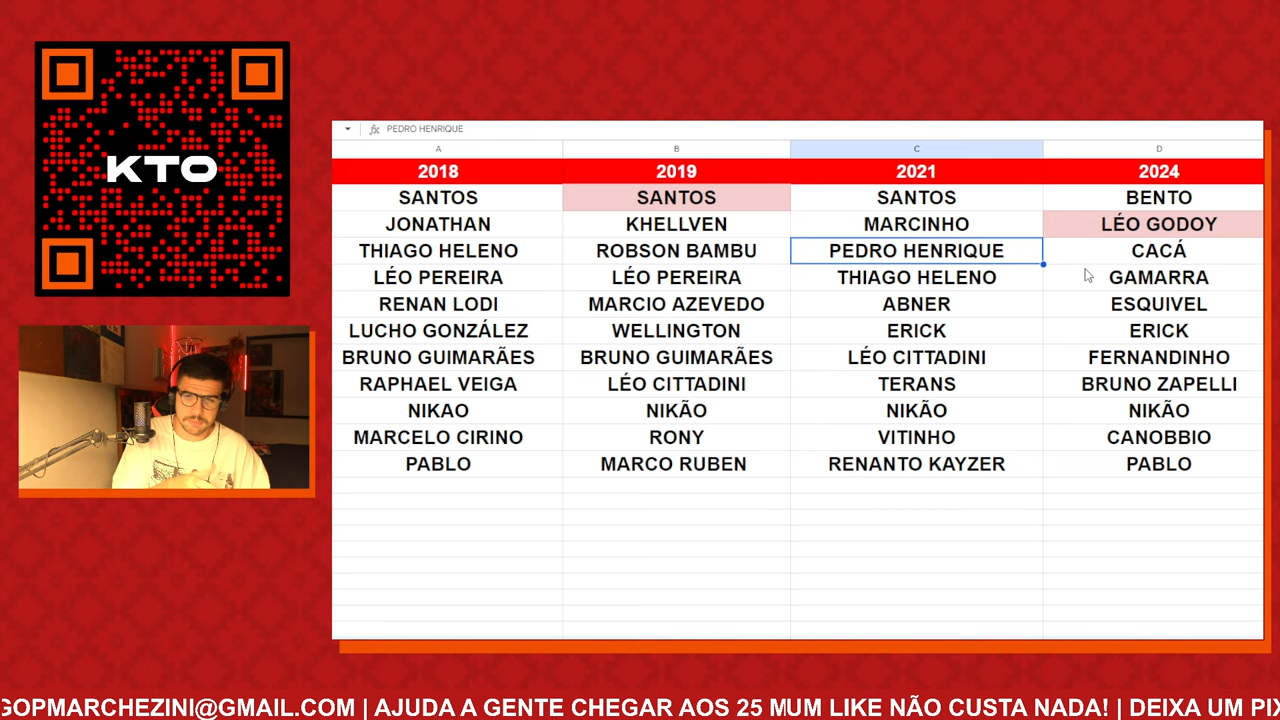 KTO
PEDRO HENRIQUE
A B C D
2018 2019 2021 2024
SANTOS SANTOS SANTOS BENTO
JONATHAN KHELLVEN MARCINHO LÉO GODOY
THIAGO HELENO ROBSON BAMBU PEDRO HENRIQUE CACÁ
LÉO PEREIRA LÉO PEREIRA THIAGO HELENO GAMARRA
RENAN LODI MARCIO AZEVEDO ABNER ESQUIVEL
LUCHO GONZÁLEZ WELLINGTON ERICK ERICK
BRUNO GUIMARÃES BRUNO GUIMARÃES LÉO CITTADINI FERNANDINHO
RAPHAEL VEIGA LÉO CITTADINI TERANS BRUNO ZAPELLI
NIKAO NIKÃO NIKÃO NIKÃO
MARCELO CIRINO RONY VITINHO CANOBBIO
PABLO MARCO RUBEN RENANTO KAYZER PABLO
GOPMARCHEZINI@GMAIL.COM | AJUDA A GENTE CHEGAR AOS 25 MUM LIKE NÃO CUSTA NADA! | DEIXA UM PIX